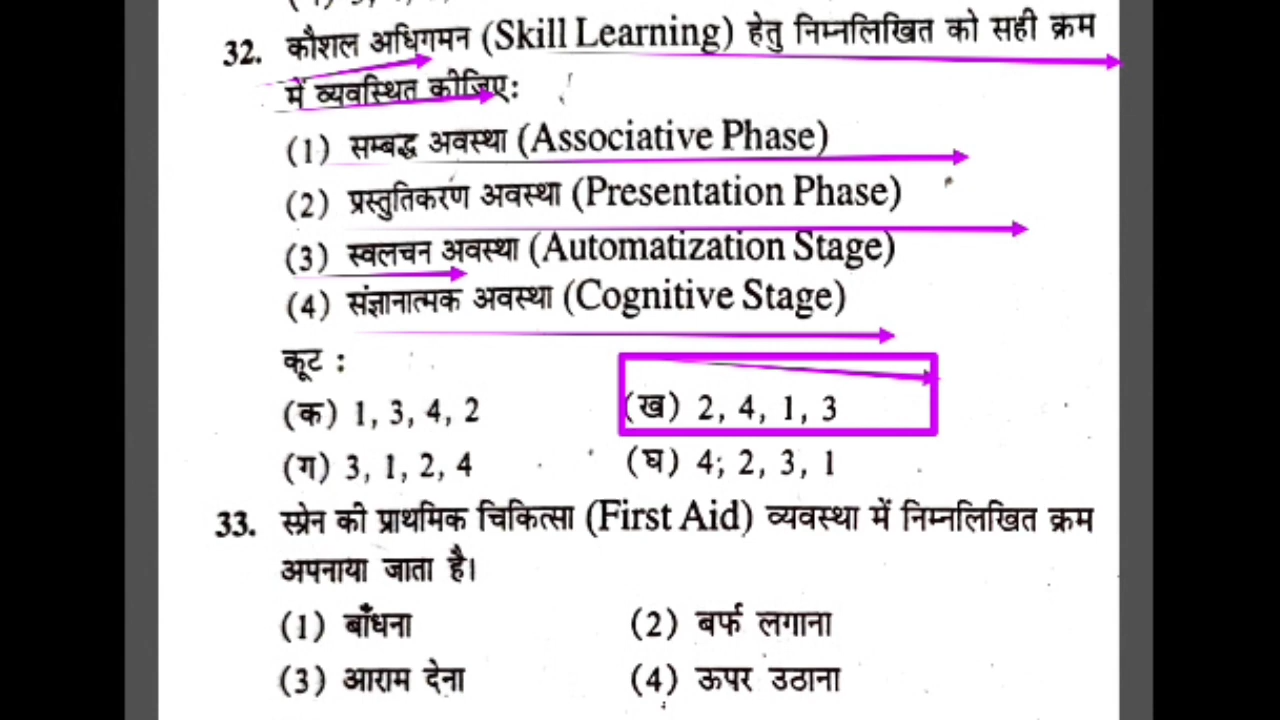 32. कौशल अधिगमन (Skill Learning) हेतु निम्नलिखित को सही क्रम
में व्यवस्थित कीजिए:
(1) सम्बद्ध अवस्था (Associative Phase)
(2) प्रस्तुतिकरण अवस्था (Presentation Phase)
(3) स्वलचन अवस्था (Automatization Stage)
(4) संज्ञानात्मक अवस्था (Cognitive Stage)
कूट :
(क) 1, 3, 4, 2 (ख) 2, 4, 1, 3
(ग) 3, 1, 2, 4 (घ) 4; 2, 3, 1
33. स्प्रेन की प्राथमिक चिकित्सा (First Aid) व्यवस्था में निम्नलिखित क्रम
अपनाया जाता है।
(1) बाँधना (2) बर्फ लगाना
(3) आराम देना (4) ऊपर उठाना